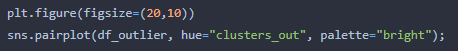 plt.figure(figsize=(20,10))
sns.pairplot(df_outlier, hue="clusters_out", palette="bright");